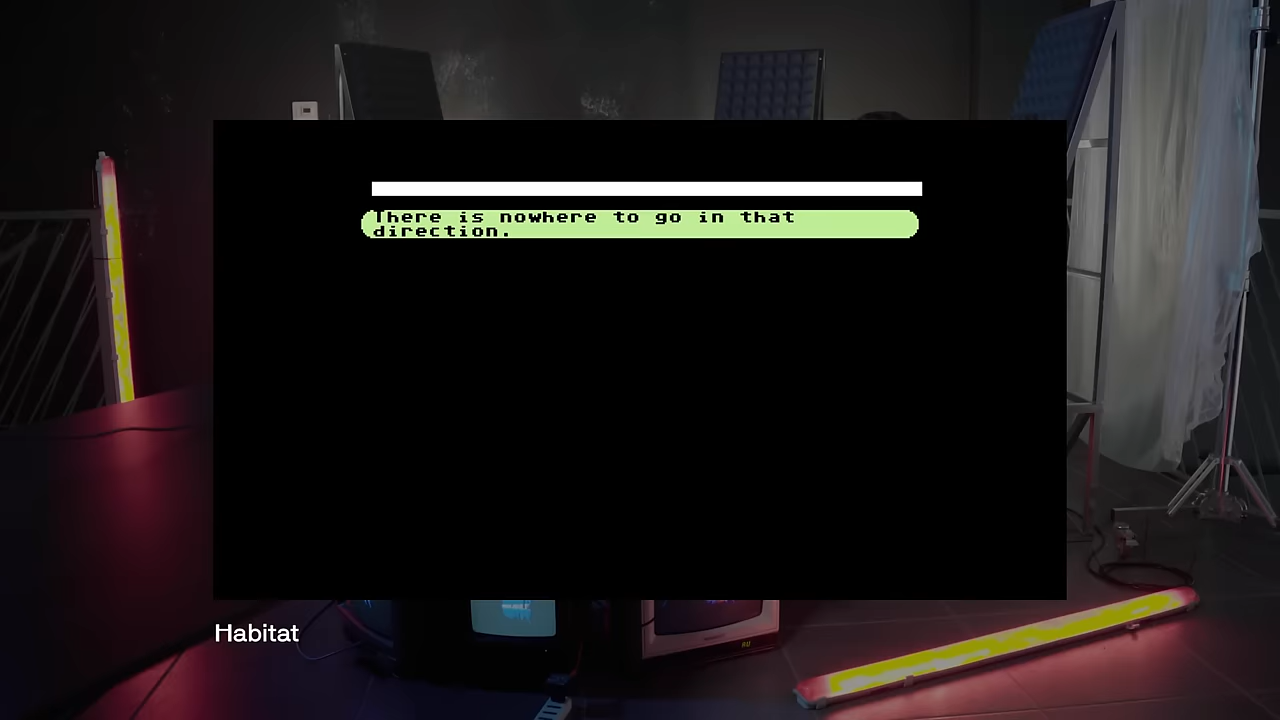 There is nowhere to go in that
direction.
Habitat